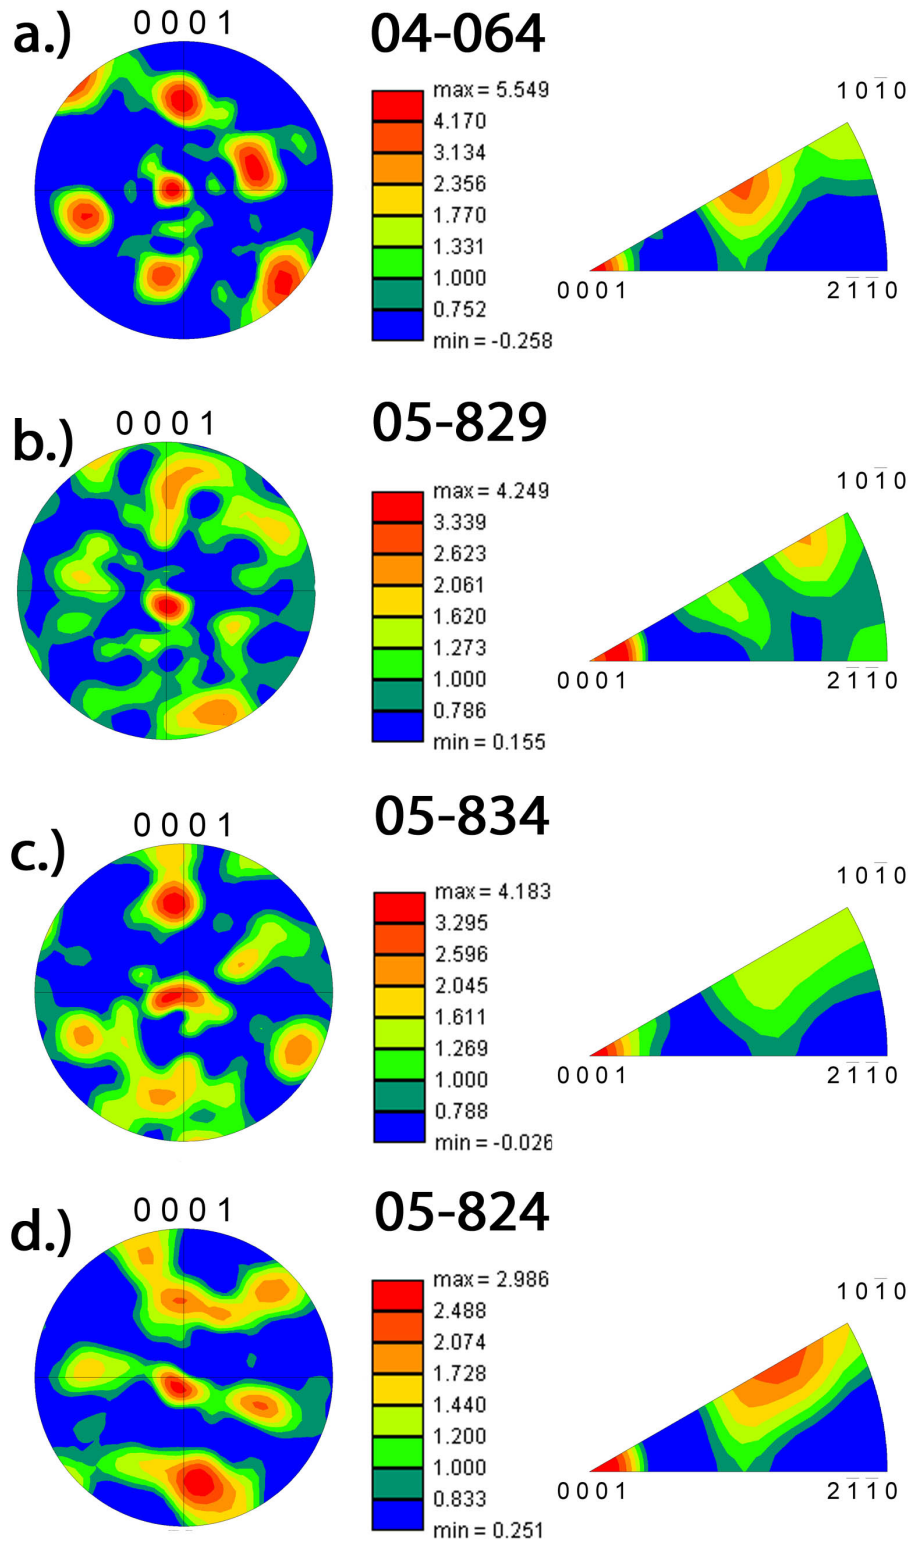 a.) 0 0 0 1 04-064
max = 5.549
4.170
3.134
2.356
1.770
1.331
1.000
0.752
min = -0.258
1 0 1̅ 0
0 0 0 1 2 1̅ 1̅ 0
b.) 0 0 0 1 05-829
max = 4.249
3.339
2.623
2.061
1.620
1.273
1.000
0.786
min = 0.155
1 0 1̅ 0
0 0 0 1 2 1̅ 1̅ 0
c.) 0 0 0 1 05-834
max = 4.183
3.295
2.596
2.045
1.611
1.269
1.000
0.788
min = -0.026
1 0 1̅ 0
0 0 0 1 2 1̅ 1̅ 0
d.) 0 0 0 1 05-824
max = 2.986
2.488
2.074
1.728
1.440
1.200
1.000
0.833
min = 0.251
1 0 1̅ 0
0 0 0 1 2 1̅ 1̅ 0